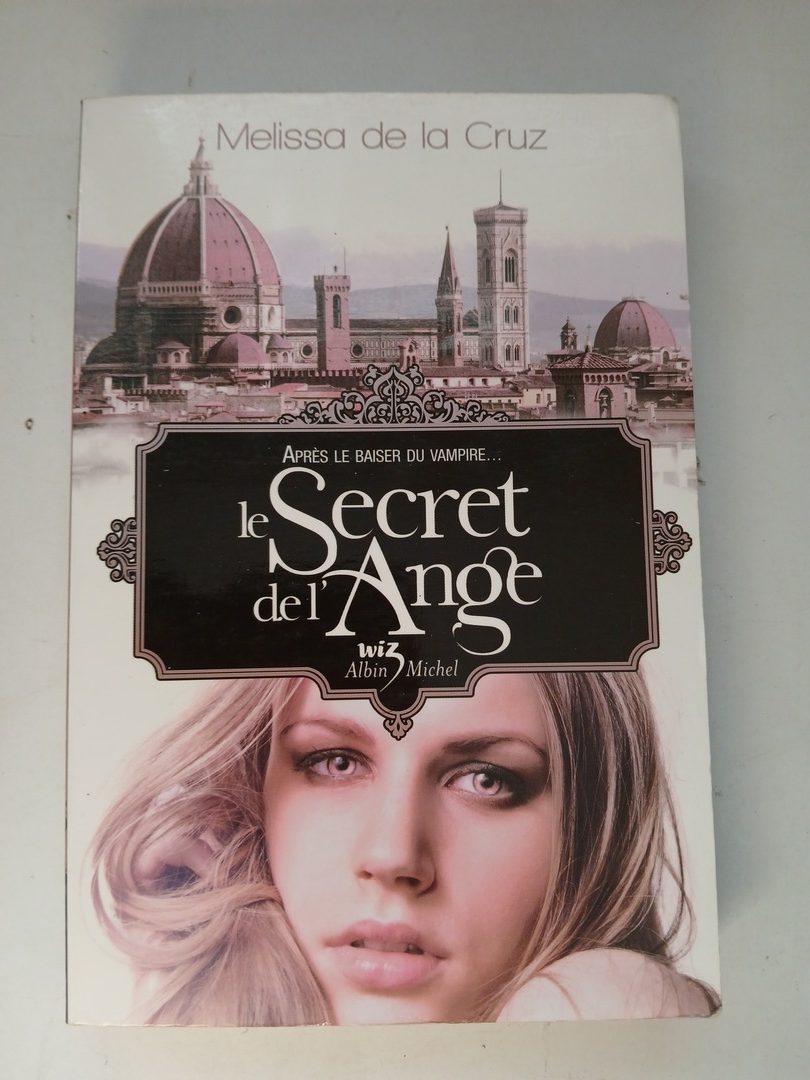 Melissa de la Cruz
APRÈS LE BAISER DU VAMPIRE...
le Secret
de l'Ange
wiz
Albin Michel